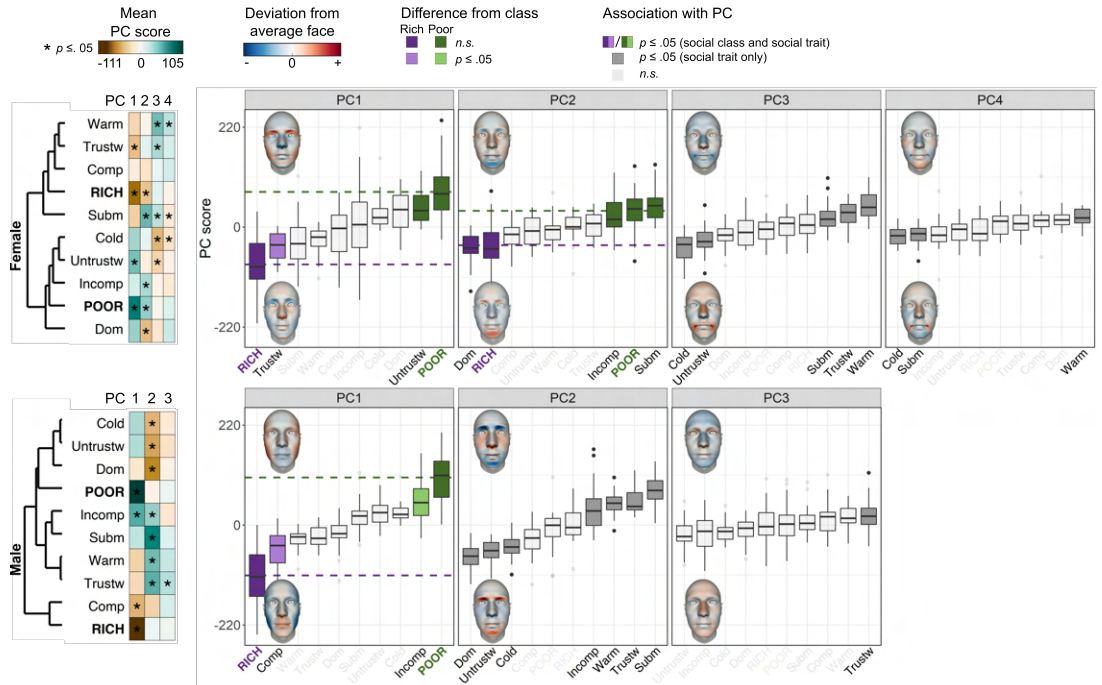 Mean
PC score
* p ≤ .05
-111 0 105
Deviation from
average face
- 0 +
Difference from class
Rich Poor
n.s.
p ≤ .05
Association with PC
/ p ≤ .05 (social class and social trait)
p ≤ .05 (social trait only)
n.s.
Female
PC 1 2 3 4
Warm * *
Trustw * *
Comp
RICH * *
Subm * * *
Cold * *
Untrustw * *
Incomp *
POOR * *
Dom *
PC score
PC1 PC2 PC3 PC4
220
0
-220
RICH Trustw Subm Warm Comp Incomp Cold Dom Untrustw POOR
Dom RICH Comp Untrustw Warm Cold Trustw Incomp POOR Subm
Cold Untrustw Dom Incomp POOR Comp RICH Subm Trustw Warm
Cold Subm Incomp Untrustw RICH POOR Trustw Comp Dom Warm
Male
PC 1 2 3
Cold *
Untrustw *
Dom *
POOR *
Incomp * *
Subm *
Warm *
Trustw * *
Comp *
RICH *
PC1 PC2 PC3
220
0
-220
RICH Comp Warm Trustw Dom Subm Untrustw Cold Incomp POOR
Dom Untrustw Cold Comp POOR RICH Incomp Warm Trustw Subm
Untrustw Incomp Cold Dom RICH POOR Subm Comp Warm Trustw